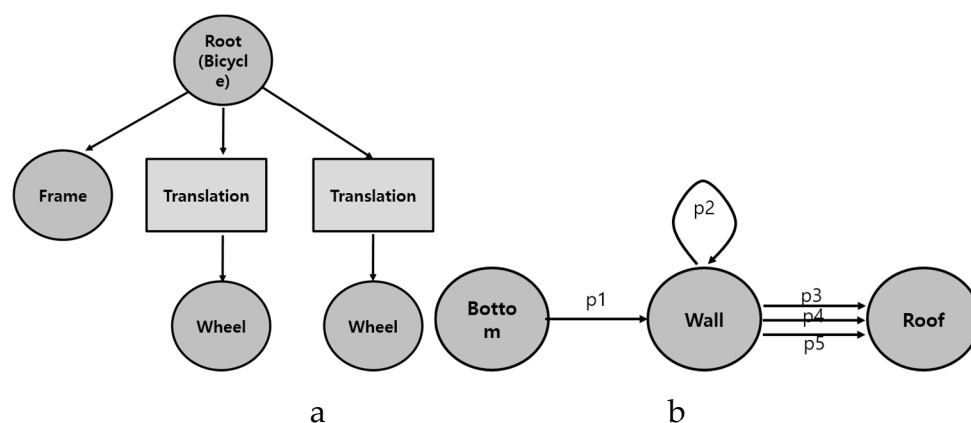 Root
(Bicycl
e)
Frame
Translation
Translation
Wheel
Wheel
p2
Botto
m
p1
Wall
p3
p4
p5
Roof
a
b